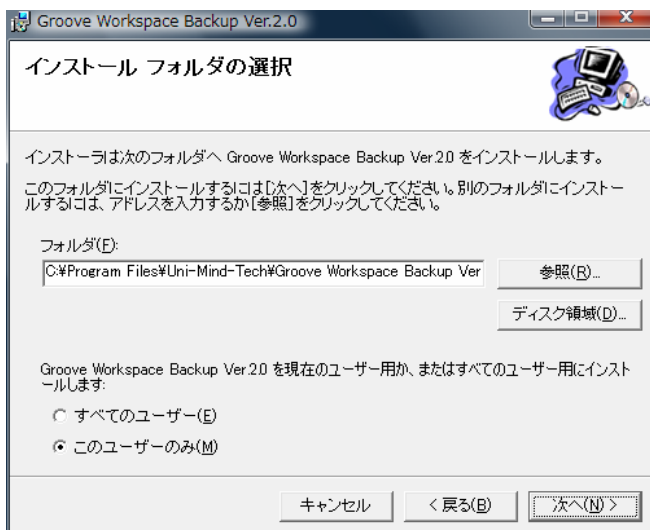 Groove Workspace Backup Ver.2.0
インストール フォルダの選択
インストーラは次のフォルダへ Groove Workspace Backup Ver.2.0 をインストールします。
このフォルダにインストールするには[次へ]をクリックしてください。別のフォルダにインストー
ルするには、アドレスを入力するか[参照]をクリックしてください。
フォルダ(F):
C:¥Program Files¥Uni-Mind-Tech¥Groove Workspace Backup Ver
参照(R)...
ディスク領域(D)...
Groove Workspace Backup Ver.2.0 を現在のユーザー用か、またはすべてのユーザー用にインスト
ールします:
すべてのユーザー(E)
このユーザーのみ(M)
キャンセル
< 戻る(B)
次へ(N) >